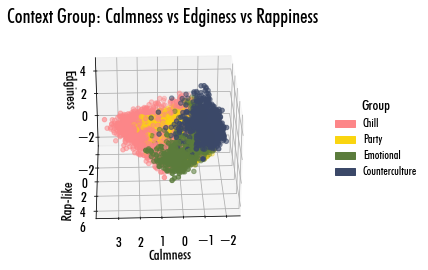 Context Group: Calmness vs Edginess vs Rappiness
Edginess
4
2
0
−2
Rap-like
−2
0
2
4
6
3
2
1
0
−1
−2
Calmness
Group
Chill
Party
Emotional
Counterculture